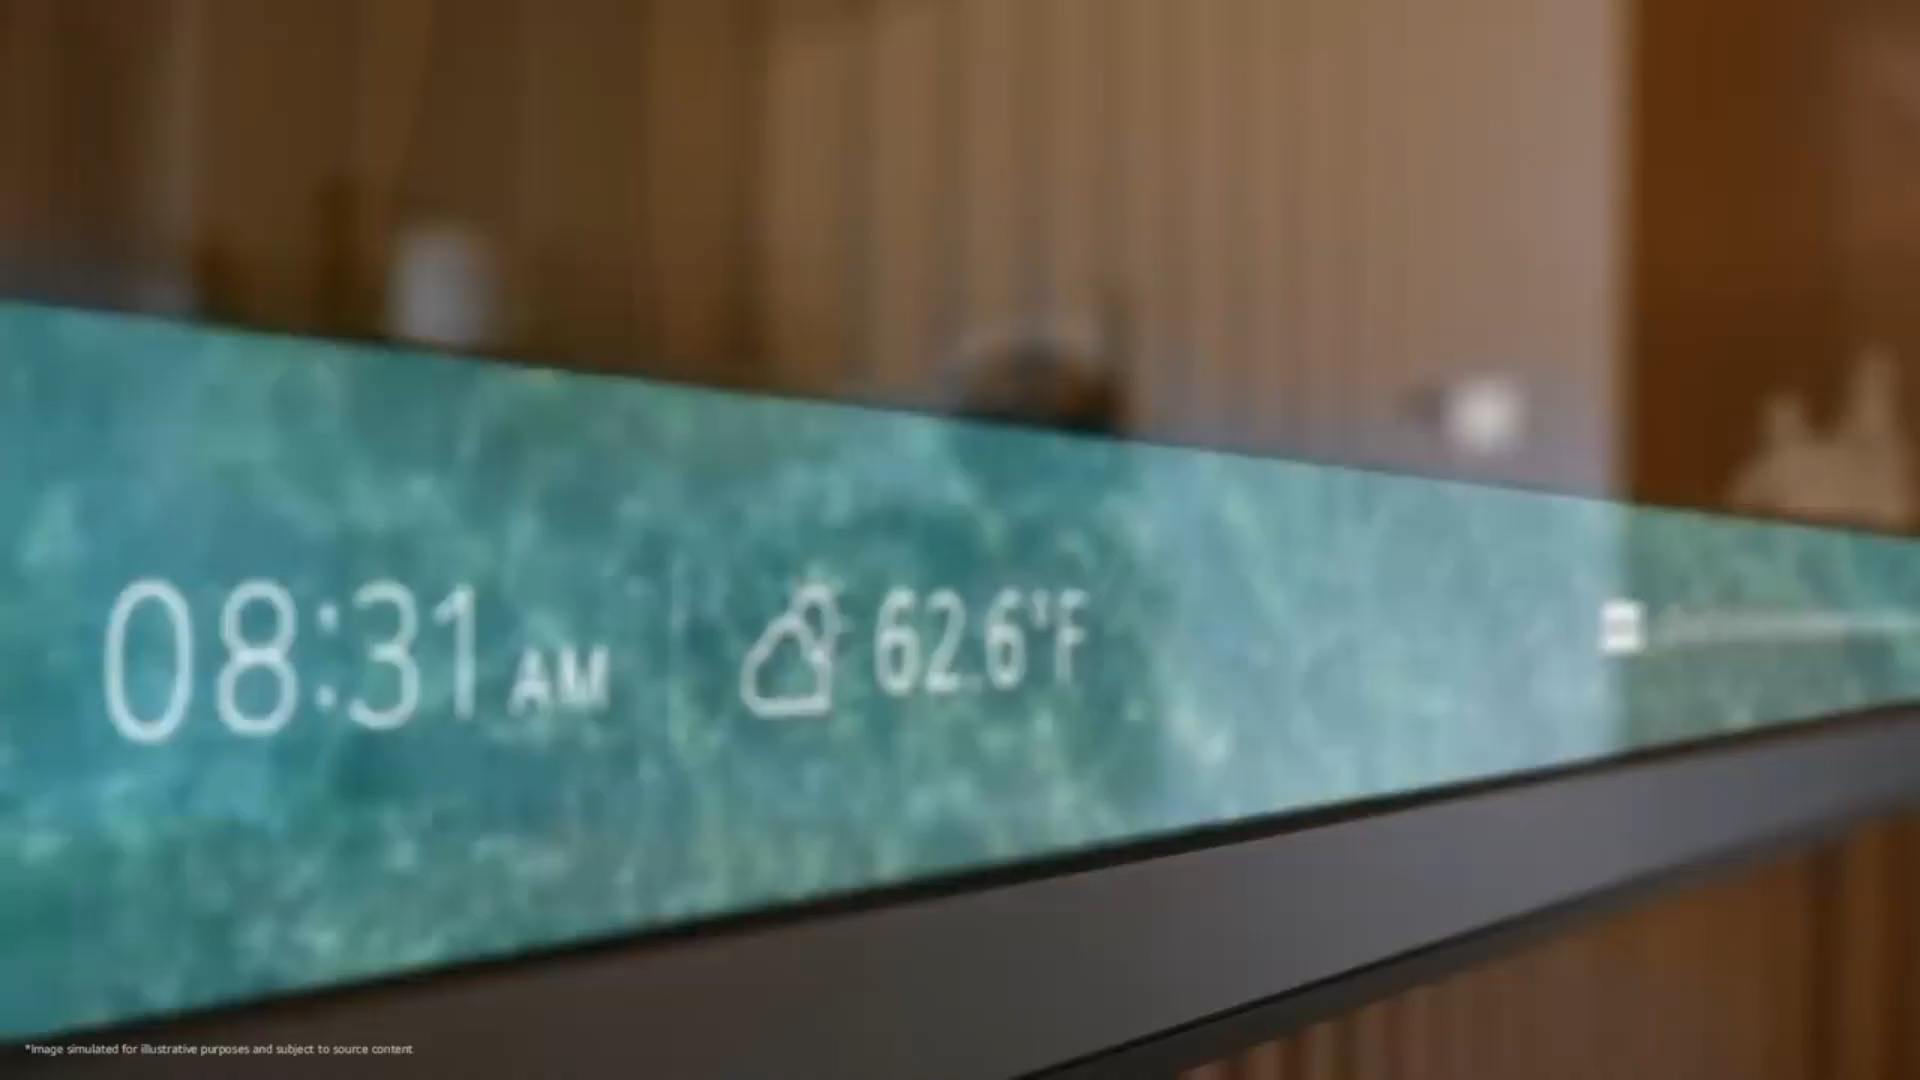 08:31 AM
62.6°F
*Image simulated for illustrative purposes and subject to source content